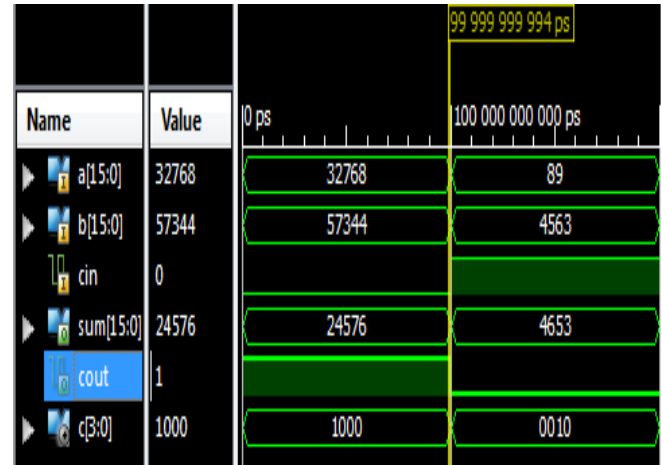 99 999 999 994 ps
Name Value 0 ps 100 000 000 000 ps
a[15:0] 32768 32768 89
b[15:0] 57344 57344 4563
cin 0
sum[15:0] 24576 24576 4653
cout 1
c[3:0] 1000 1000 0010